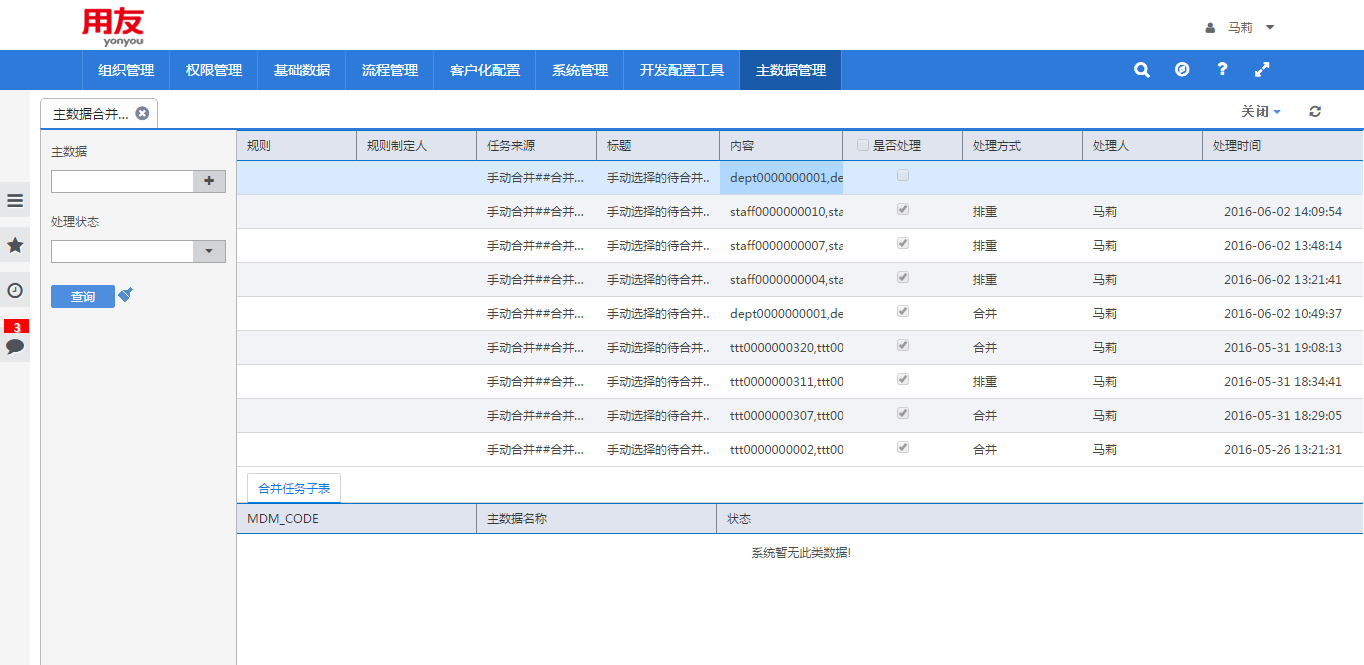 用友
yonyou
马莉
组织管理 权限管理 基础数据 流程管理 客户化配置 系统管理 开发配置工具 主数据管理
主数据合并... 关闭
主数据
处理状态
查询
3
规则 规则制定人 任务来源 标题 内容 是否处理 处理方式 处理人 处理时间
手动合并##合并... 手动选择的待合并.. dept0000000001,de
手动合并##合并... 手动选择的待合并.. staff0000000010,sta 排重 马莉 2016-06-02 14:09:54
手动合并##合并... 手动选择的待合并.. staff0000000007,sta 排重 马莉 2016-06-02 13:48:14
手动合并##合并... 手动选择的待合并.. staff0000000004,sta 排重 马莉 2016-06-02 13:21:41
手动合并##合并... 手动选择的待合并.. dept0000000001,de 合并 马莉 2016-06-02 10:49:37
手动合并##合并... 手动选择的待合并.. ttt0000000320,ttt00 合并 马莉 2016-05-31 19:08:13
手动合并##合并... 手动选择的待合并.. ttt0000000311,ttt00 排重 马莉 2016-05-31 18:34:41
手动合并##合并... 手动选择的待合并.. ttt0000000307,ttt00 合并 马莉 2016-05-31 18:29:05
手动合并##合并... 手动选择的待合并.. ttt0000000002,ttt00 合并 马莉 2016-05-26 13:21:31
合并任务子表
MDM_CODE 主数据名称 状态
系统暂无此类数据!